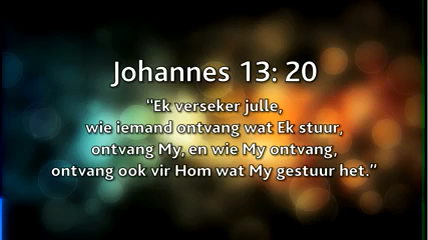 Johannes 13: 20
"Ek verseker julle,
wie iemand ontvang wat Ek stuur,
ontvang My, en wie My ontvang,
ontvang ook vir Hom wat My gestuur het."